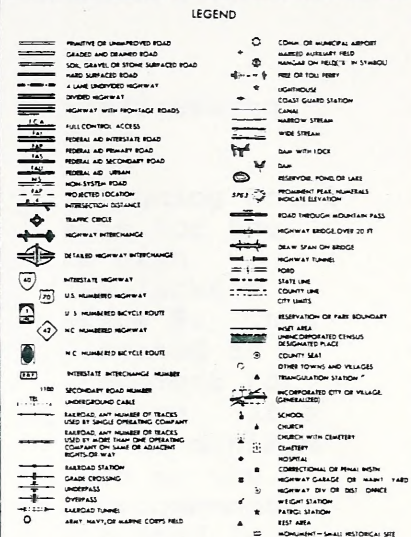 LEGEND
PRIMITIVE OR UNIMPROVED ROAD
GRADED AND DRAINED ROAD
SOIL, GRAVEL OR STONE SURFACED ROAD
HARD SURFACED ROAD
4 LANE UNDIVIDED HIGHWAY
DIVIDED HIGHWAY
HIGHWAY WITH FRONTAGE ROADS
F C A FULL CONTROL ACCESS
FAI FEDERAL AID INTERSTATE ROAD
FAP FEDERAL AID PRIMARY ROAD
FAS FEDERAL AID SECONDARY ROAD
FAU FEDERAL AID URBAN
N S NON-SYSTEM ROAD
FAP PROJECTED LOCATION
INTERSECTION DISTANCE
TRAFFIC CIRCLE
HIGHWAY INTERCHANGE
DETAILED HIGHWAY INTERCHANGE
40 INTERSTATE HIGHWAY
70 U.S. NUMBERED HIGHWAY
1 U S NUMBERED BICYCLE ROUTE
42 N C NUMBERED HIGHWAY
N C NUMBERED BICYCLE ROUTE
INTERSTATE INTERCHANGE NUMBER
1100 SECONDARY ROAD NUMBER
TEL UNDERGROUND CABLE
RAILROAD, ANY NUMBER OF TRACKS
USED BY SINGLE OPERATING COMPANY
RAILROAD, ANY NUMBER OF TRACKS
USED BY MORE THAN ONE OPERATING
COMPANY ON SAME OR ADJACENT
RIGHTS-OF-WAY
RAILROAD STATION
GRADE CROSSING
UNDERPASS
OVERPASS
RAILROAD TUNNEL
ARMY, NAVY, OR MARINE CORPS FIELD
COMM. OR MUNICIPAL AIRPORT
MARKED AUXILIARY FIELD
HANGAR ON FIELD("S" IN SYMBOL)
FREE OR TOLL FERRY
LIGHTHOUSE
COAST GUARD STATION
CANAL
NARROW STREAM
WIDE STREAM
DAM WITH LOCK
DAM
RESERVOIR, POND, OR LAKE
5763 PROMINENT PEAK, NUMERALS
INDICATE ELEVATION
ROAD THROUGH MOUNTAIN PASS
HIGHWAY BRIDGE, OVER 20 FT
DRAW SPAN ON BRIDGE
HIGHWAY TUNNEL
FORD
STATE LINE
COUNTY LINE
CITY LIMITS
RESERVATION OR PARK BOUNDARY
INSET AREA
UNINCORPORATED CENSUS
DESIGNATED PLACE
COUNTY SEAT
OTHER TOWNS AND VILLAGES
TRIANGULATION STATION
INCORPORATED CITY OR VILLAGE
(GENERALIZED)
SCHOOL
CHURCH
CHURCH WITH CEMETERY
CEMETERY
HOSPITAL
CORRECTIONAL OR PENAL INSTN
HIGHWAY GARAGE OR MAINT YARD
HIGHWAY DIV OR DIST OFFICE
WEIGHT STATION
PATROL STATION
REST AREA
MONUMENT-SMALL HISTORICAL SITE